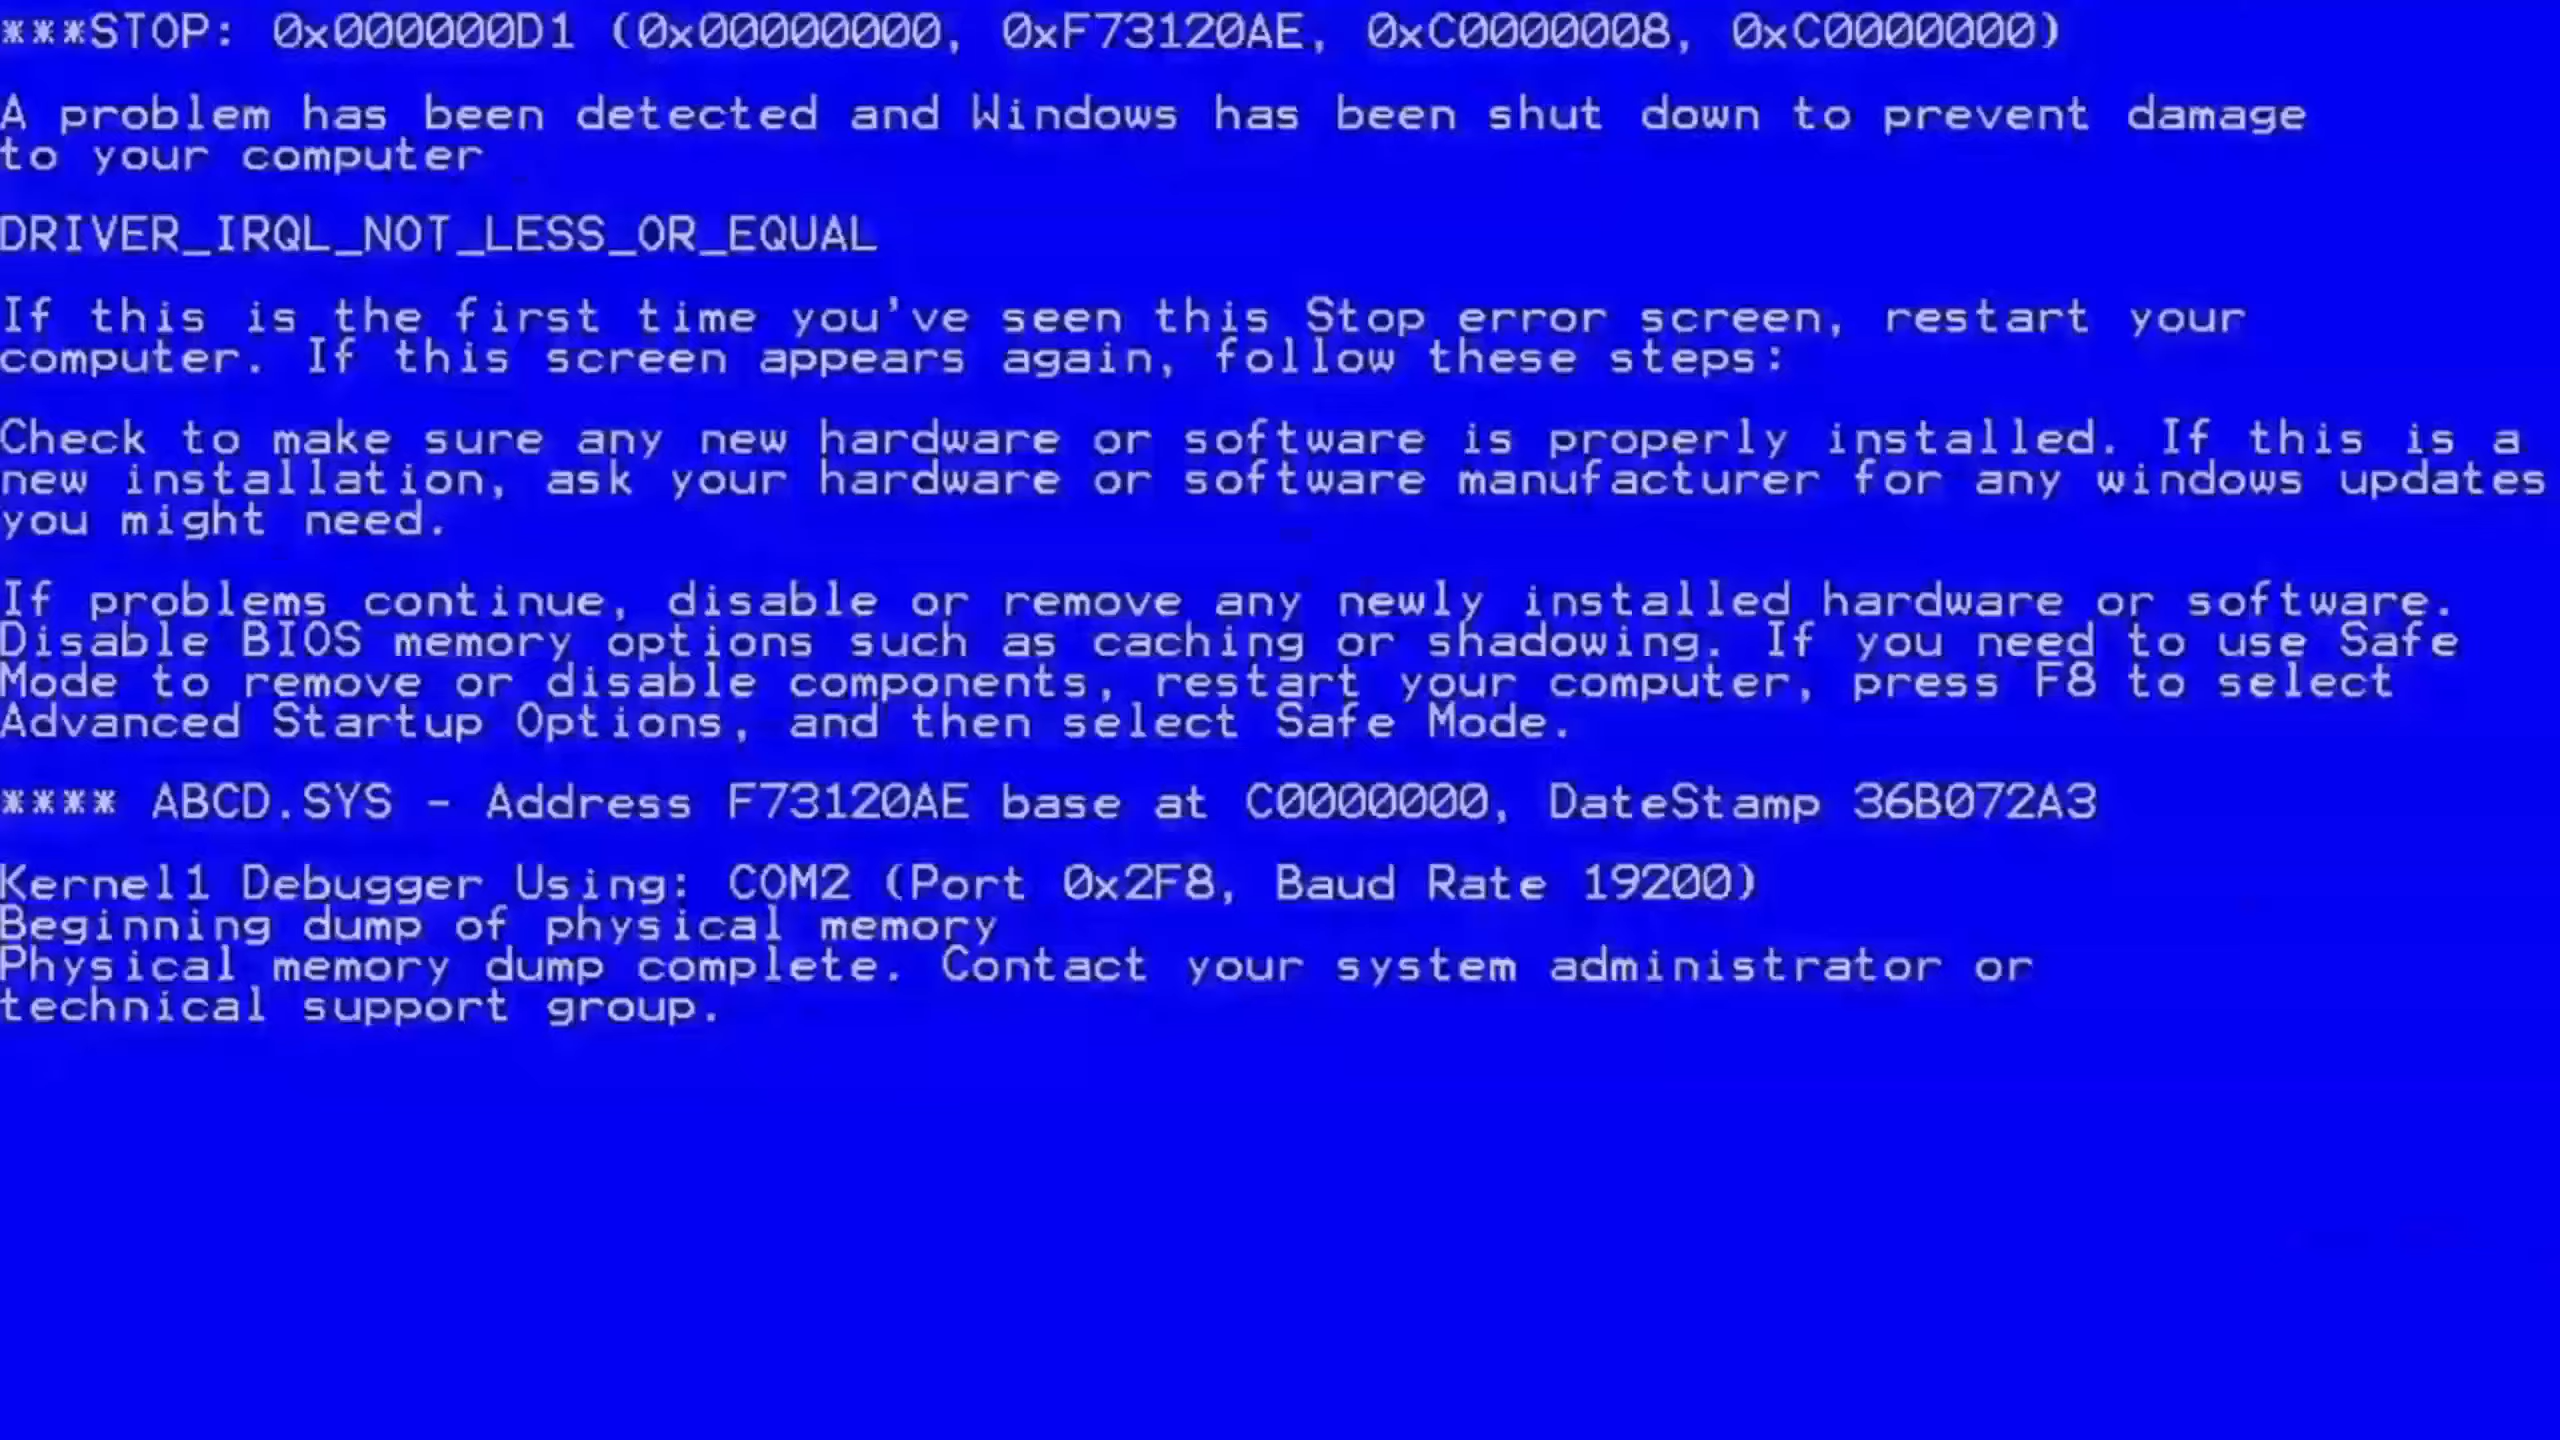 ***STOP: 0x000000D1 (0x00000000, 0xF73120AE, 0xC0000008, 0xC0000000)
A problem has been detected and Windows has been shut down to prevent damage
to your computer
DRIVER_IRQL_NOT_LESS_OR_EQUAL
If this is the first time you've seen this Stop error screen, restart your
computer. If this screen appears again, follow these steps:
Check to make sure any new hardware or software is properly installed. If this is a
new installation, ask your hardware or software manufacturer for any windows updates
you might need.
If problems continue, disable or remove any newly installed hardware or software.
Disable BIOS memory options such as caching or shadowing. If you need to use Safe
Mode to remove or disable components, restart your computer, press F8 to select
Advanced Startup Options, and then select Safe Mode.
**** ABCD.SYS - Address F73120AE base at C0000000, DateStamp 36B072A3
Kernel1 Debugger Using: COM2 (Port 0x2F8, Baud Rate 19200)
Beginning dump of physical memory
Physical memory dump complete. Contact your system administrator or
technical support group.